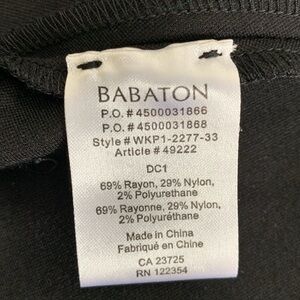 BABATON
P.O. # 4500031866
P.O. # 4500031868
Style # WKP1-2277-33
Article # 49222
DC1
69% Rayon, 29% Nylon,
2% Polyurethane
69% Rayonne, 29% Nylon,
2% Polyuréthane
Made in China
Fabriqué en Chine
CA 23725
RN 122354